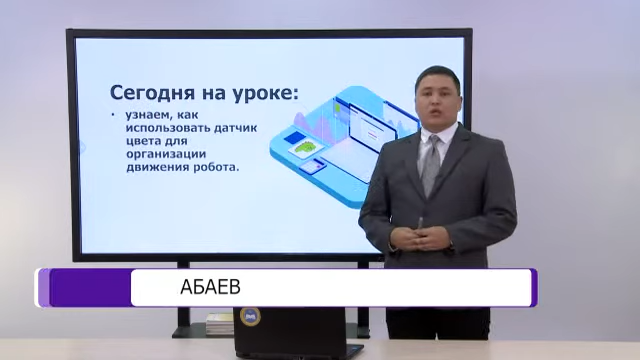 Сегодня на уроке:
• узнаем, как
использовать датчик
цвета для
организации
движения робота.
АБАЕВ